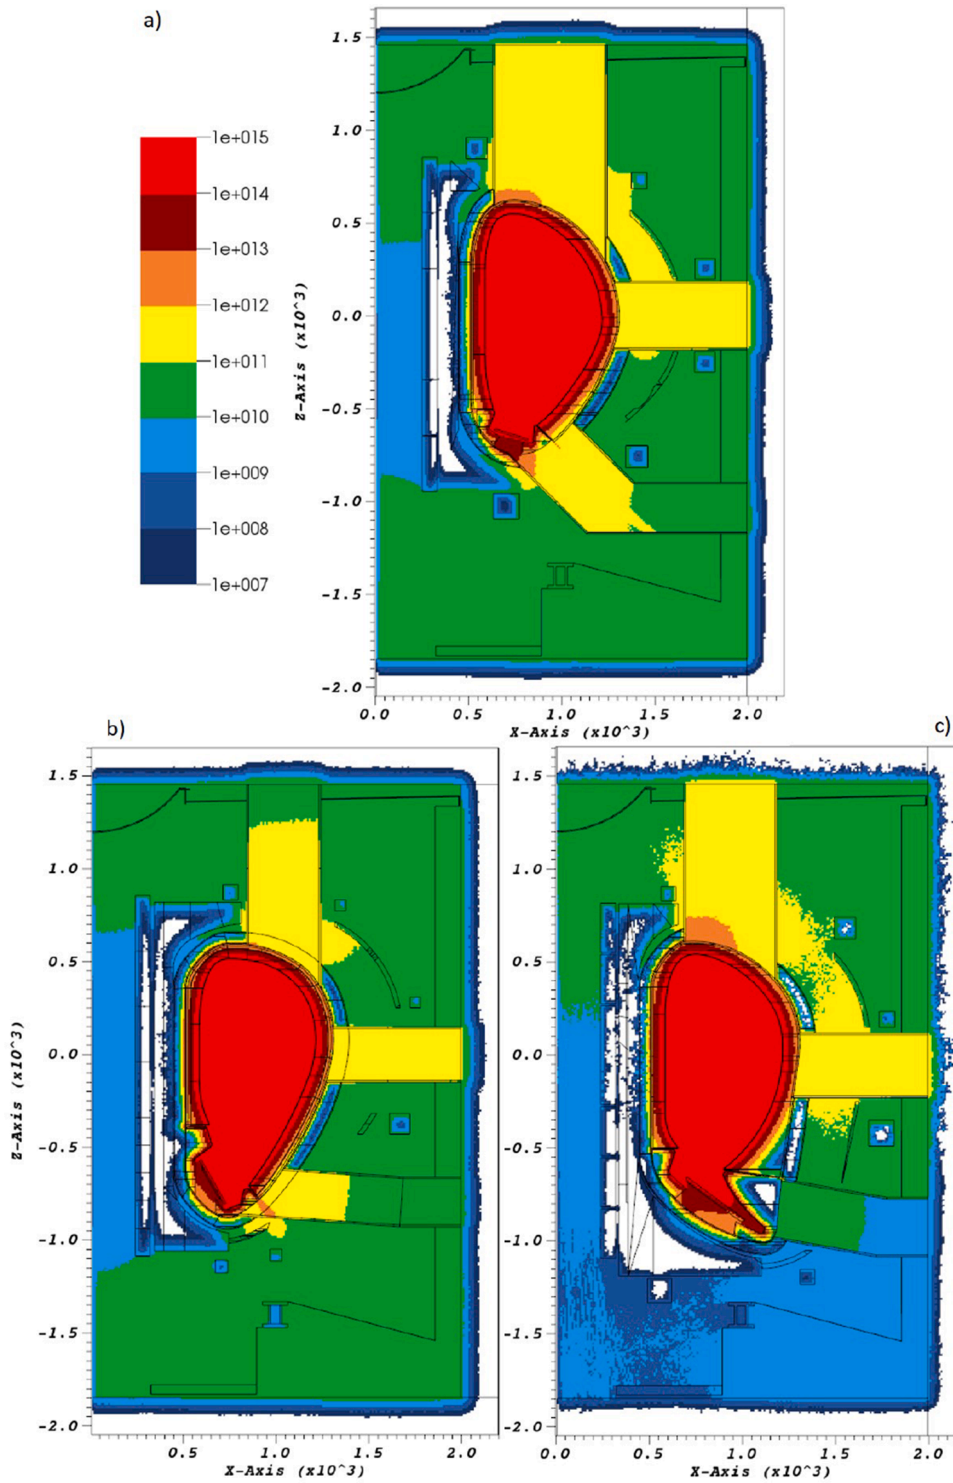 a)
1e+015
1e+014
1e+013
1e+012
1e+011
1e+010
1e+009
1e+008
1e+007
Z-Axis (x10^3)
1.5
1.0
0.5
0.0
-0.5
-1.0
-1.5
-2.0
0.0 0.5 1.0 1.5 2.0
X-Axis (x10^3)
b)
Z-Axis (x10^3)
1.5
1.0
0.5
0.0
-0.5
-1.0
-1.5
-2.0
0.5 1.0 1.5 2.0
X-Axis (x10^3)
c)
1.5
1.0
0.5
0.0
-0.5
-1.0
-1.5
-2.0
0.0 0.5 1.0 1.5 2.0
X-Axis (x10^3)